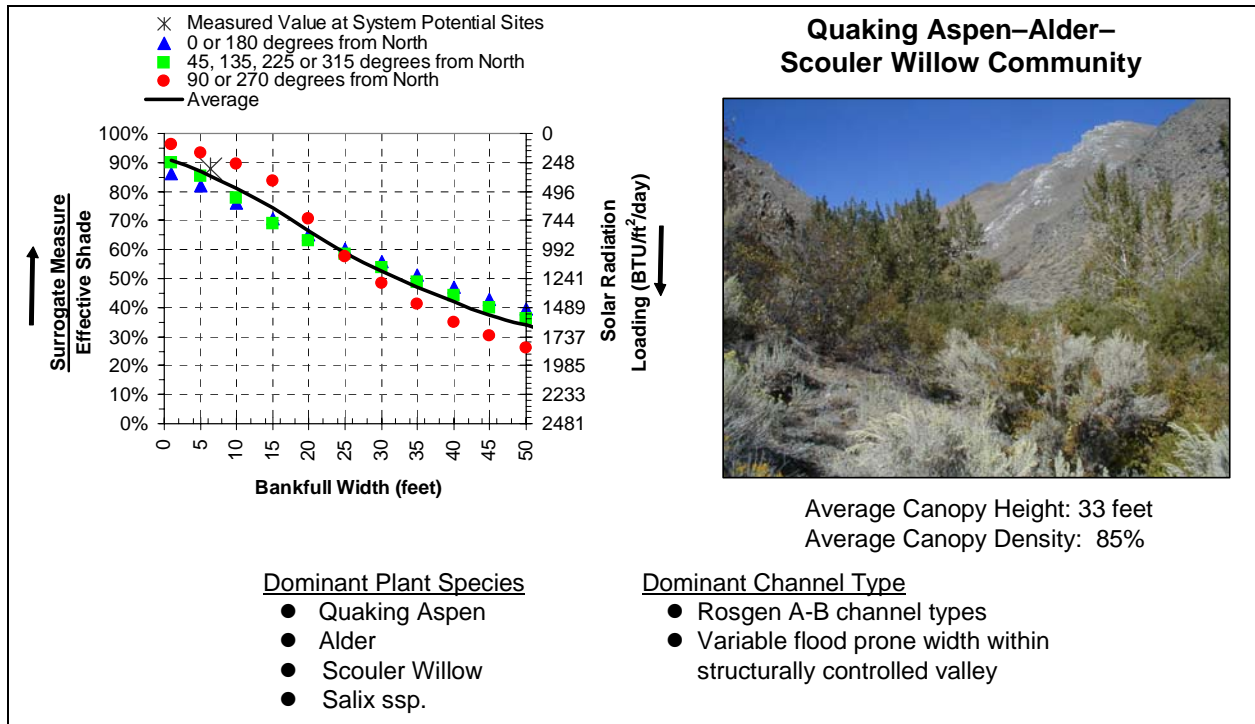 Measured Value at System Potential Sites
0 or 180 degrees from North
45, 135, 225 or 315 degrees from North
90 or 270 degrees from North
Average
100%
90%
80%
70%
60%
50%
40%
30%
20%
10%
0%
Surrogate Measure
Effective Shade
0
248
496
744
992
1241
1489
1737
1985
2233
2481
Solar Radiation
Loading (BTU/ft²/day)
0
5
10
15
20
25
30
35
40
45
50
Bankfull Width (feet)
Quaking Aspen–Alder–
Scouler Willow Community
Average Canopy Height: 33 feet
Average Canopy Density: 85%
Dominant Plant Species
● Quaking Aspen
● Alder
● Scouler Willow
● Salix ssp.
Dominant Channel Type
● Rosgen A-B channel types
● Variable flood prone width within
structurally controlled valley